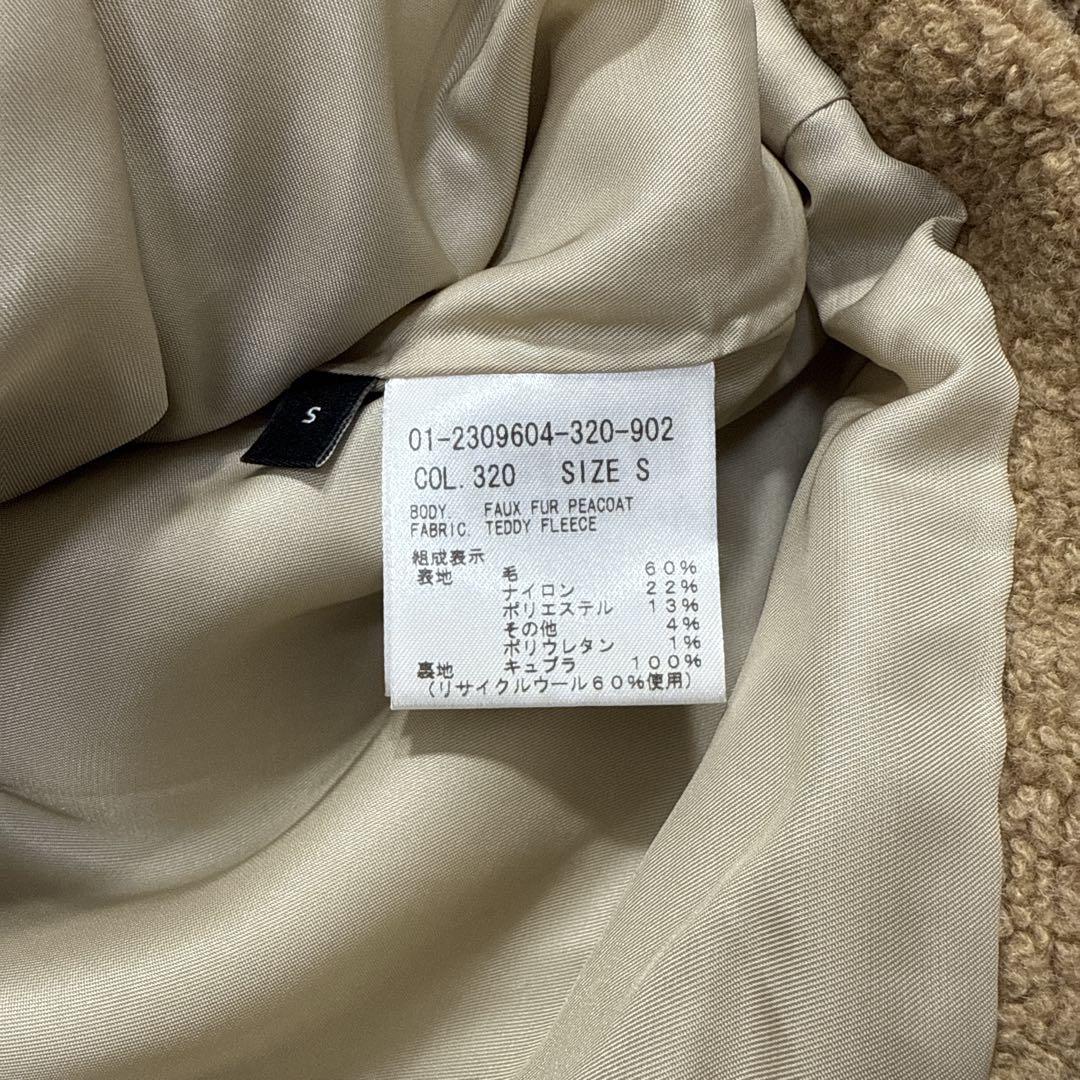 S
01-2309604-320-902
COL. 320 SIZE S
BODY. FAUX FUR PEACOAT
FABRIC. TEDDY FLEECE
組成表示
表地 毛 60%
ナイロン 22%
ポリエステル 13%
その他 4%
ポリウレタン 1%
裏地 キュプラ 100%
(リサイクルウール60%使用)